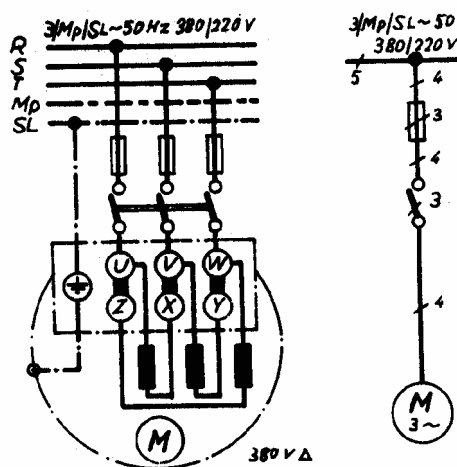 3/Mp/SL~50 Hz 380/220 V
R
S
T
Mp
SL
U V W
Z X Y
M
380 V Δ
3/Mp/SL~50
380/220 V
5
4
3
4
3
4
M
3~